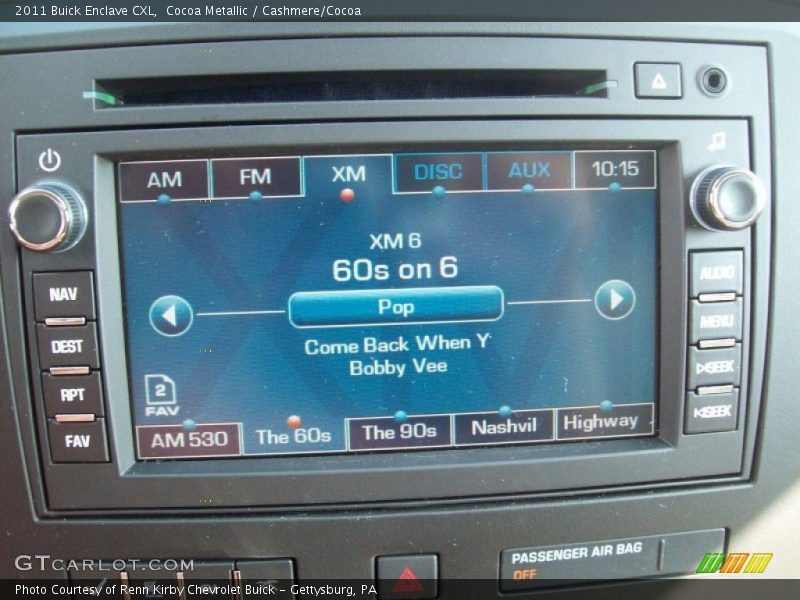 2011 Buick Enclave CXL,  Cocoa Metallic / Cashmere/Cocoa
AM FM XM DISC AUX 10:15
XM 6
60s on 6
Pop
Come Back When Y
Bobby Vee
2
FAV
AM 530 The 60s The 90s Nashvil Highway
NAV
DEST
RPT
FAV
AUDIO
MENU
SEEK
SEEK
PASSENGER AIR BAG
OFF
GTCARLOT.COM
Photo Courtesy of Renn Kirby Chevrolet Buick - Gettysburg, PA